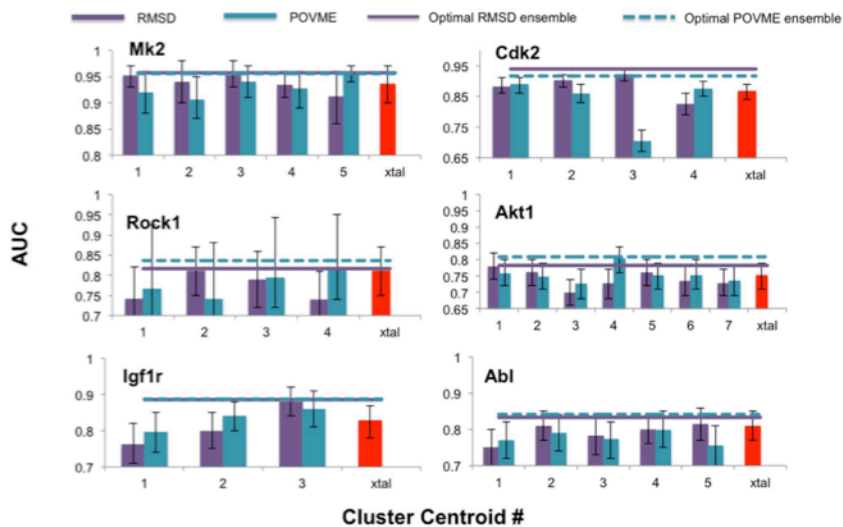 RMSD POVME Optimal RMSD ensemble Optimal POVME ensemble
Mk2
1
0.95
0.9
0.85
0.8
1 2 3 4 5 xtal
Cdk2
0.95
0.85
0.75
0.65
1 2 3 4 xtal
AUC
Rock1
1
0.95
0.9
0.85
0.8
0.75
0.7
1 2 3 4 xtal
Akt1
1
0.95
0.9
0.85
0.8
0.75
0.7
0.65
1 2 3 4 5 6 7 xtal
Igf1r
1
0.9
0.8
0.7
1 2 3 xtal
Abl
1
0.9
0.8
0.7
1 2 3 4 5 xtal
Cluster Centroid #